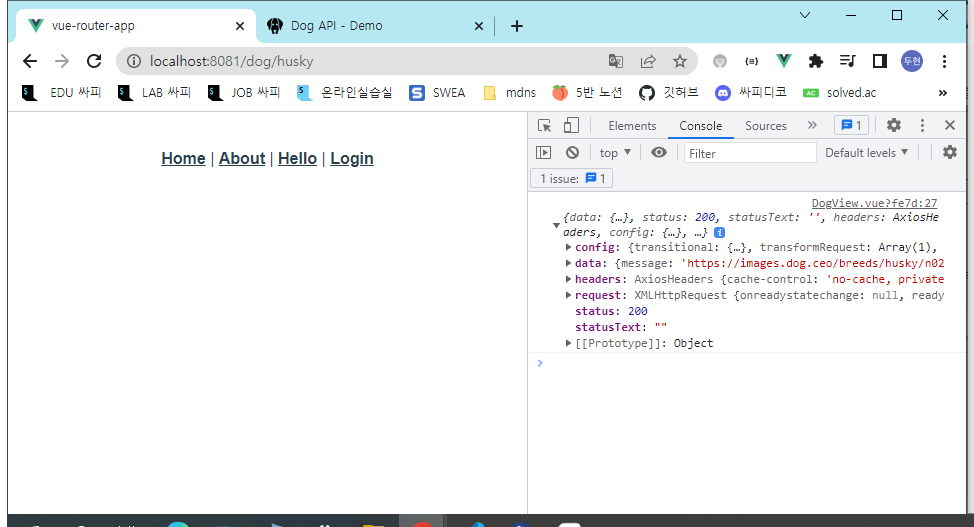 vue-router-app
Dog API - Demo
localhost:8081/dog/husky
두현
EDU 싸피
LAB 싸피
JOB 싸피
온라인실습실
SWEA
mdns
5반 노션
깃허브
싸피디코
solved.ac
»
Home | About | Hello | Login
Elements
Console
Sources
»
1
top ▼
Filter
Default levels ▼
1 issue:
1
DogView.vue?fe7d:27
{data: {…}, status: 200, statusText: '', headers: AxiosHe
aders, config: {…}, …}
config: {transitional: {…}, transformRequest: Array(1),
data: {message: 'https://images.dog.ceo/breeds/husky/n02
headers: AxiosHeaders {cache-control: 'no-cache, private
request: XMLHttpRequest {onreadystatechange: null, ready
status: 200
statusText: ""
[[Prototype]]: Object